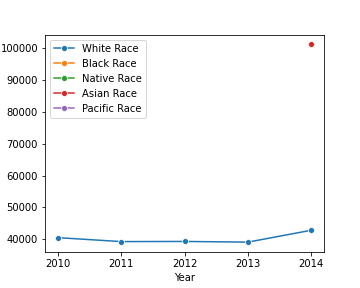 100000
90000
80000
70000
60000
50000
40000
White Race
Black Race
Native Race
Asian Race
Pacific Race
2010 2011 2012 2013 2014
Year